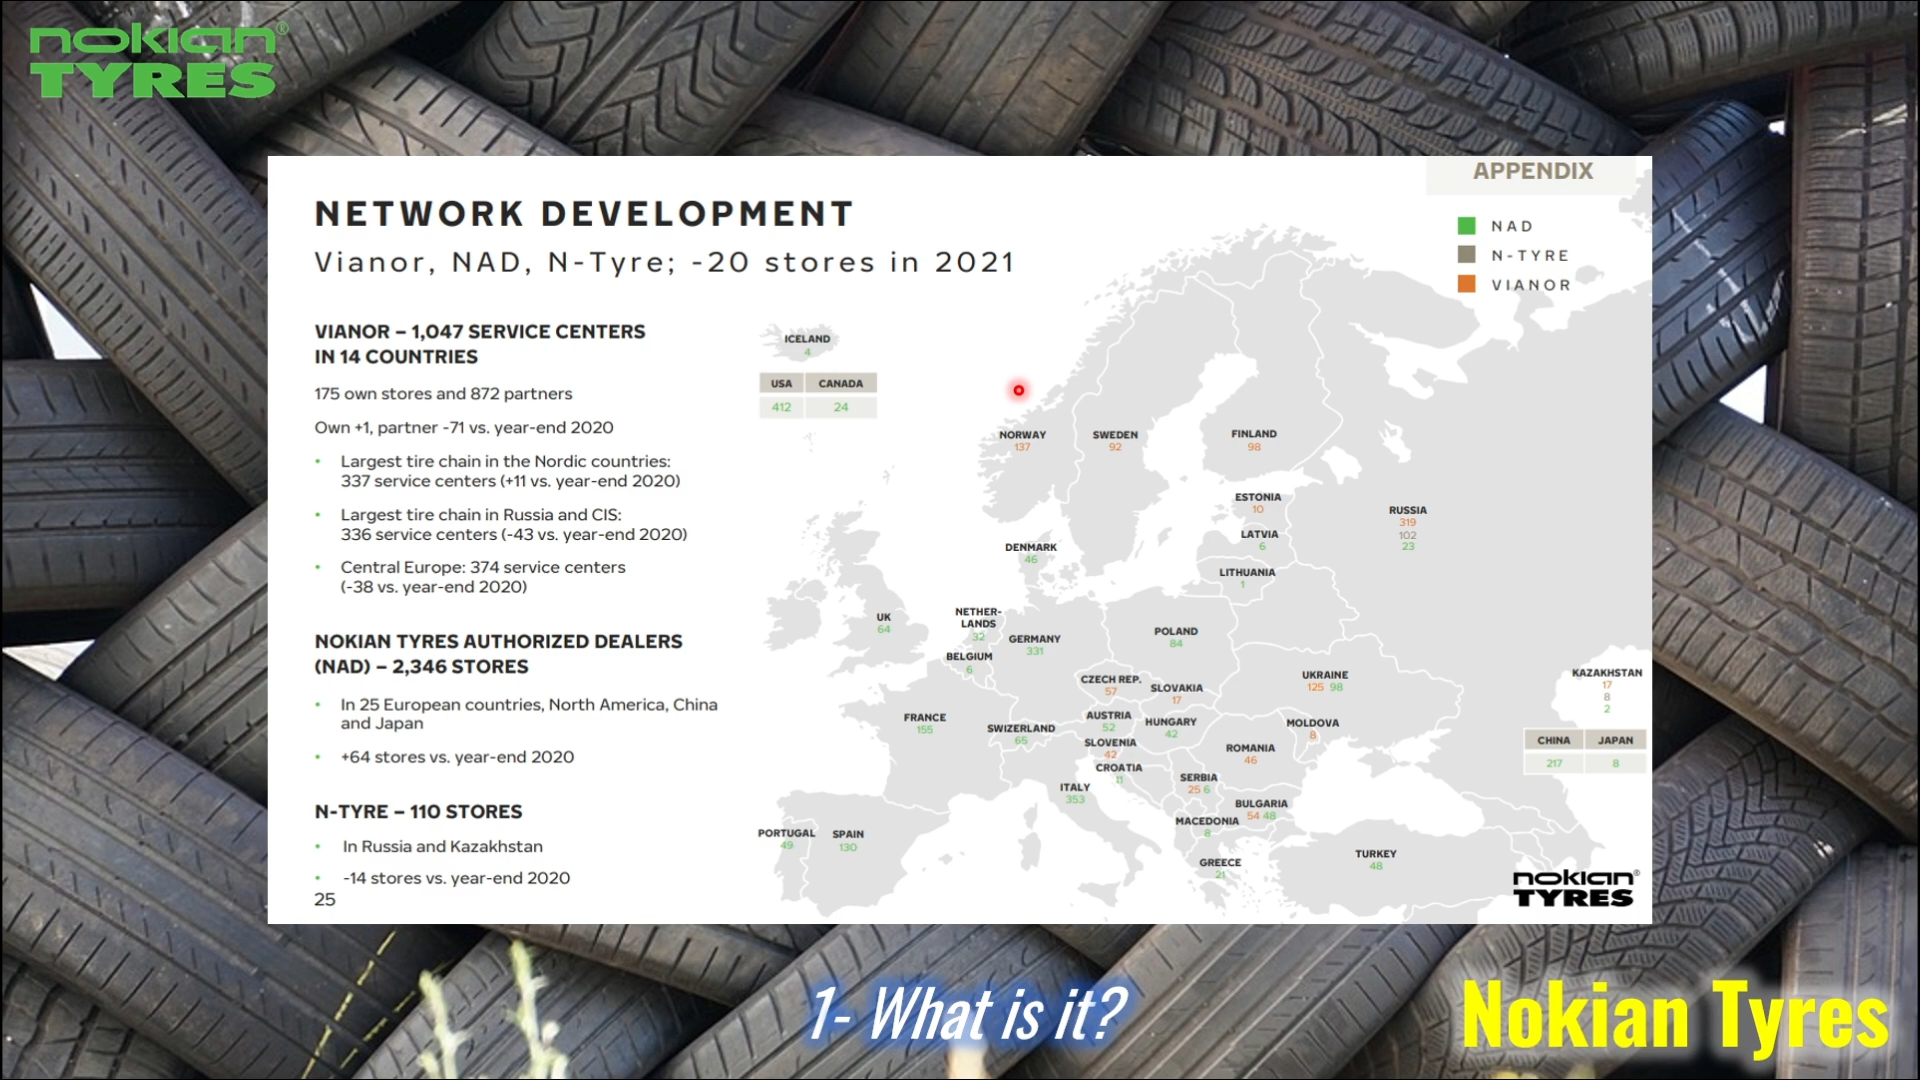 nokian®
TYRES
APPENDIX
NETWORK DEVELOPMENT
Vianor, NAD, N-Tyre; -20 stores in 2021
NAD
N-TYRE
VIANOR
VIANOR – 1,047 SERVICE CENTERS
IN 14 COUNTRIES
175 own stores and 872 partners
Own +1, partner -71 vs. year-end 2020
• Largest tire chain in the Nordic countries:
337 service centers (+11 vs. year-end 2020)
• Largest tire chain in Russia and CIS:
336 service centers (-43 vs. year-end 2020)
• Central Europe: 374 service centers
(-38 vs. year-end 2020)
NOKIAN TYRES AUTHORIZED DEALERS
(NAD) – 2,346 STORES
• In 25 European countries, North America, China
and Japan
• +64 stores vs. year-end 2020
N-TYRE – 110 STORES
• In Russia and Kazakhstan
• -14 stores vs. year-end 2020
25
ICELAND
4
USA CANADA
412 24
NORWAY
137
SWEDEN
92
FINLAND
98
ESTONIA
10
LATVIA
6
LITHUANIA
1
RUSSIA
319
102
23
DENMARK
46
UK
64
NETHER-
LANDS
32
BELGIUM
6
GERMANY
331
POLAND
84
CZECH REP.
57
SLOVAKIA
17
UKRAINE
125 98
KAZAKHSTAN
17
8
2
FRANCE
155
SWIZERLAND
65
AUSTRIA
52
HUNGARY
42
MOLDOVA
8
SLOVENIA
42
CROATIA
11
ROMANIA
46
CHINA JAPAN
217 8
ITALY
353
SERBIA
25 6
BULGARIA
54 48
MACEDONIA
8
PORTUGAL
49
SPAIN
130
GREECE
21
TURKEY
48
nokian®
TYRES
1- What is it?
Nokian Tyres